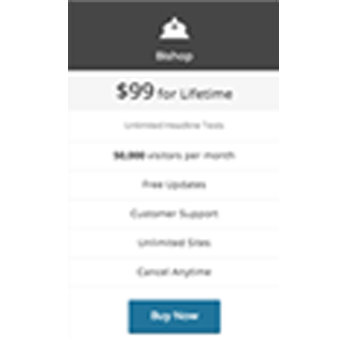 Bishop
$99 for Lifetime
Unlimited Headline Tests
50,000 visitors per month
Free Updates
Customer Support
Unlimited Sites
Cancel Anytime
Buy Now